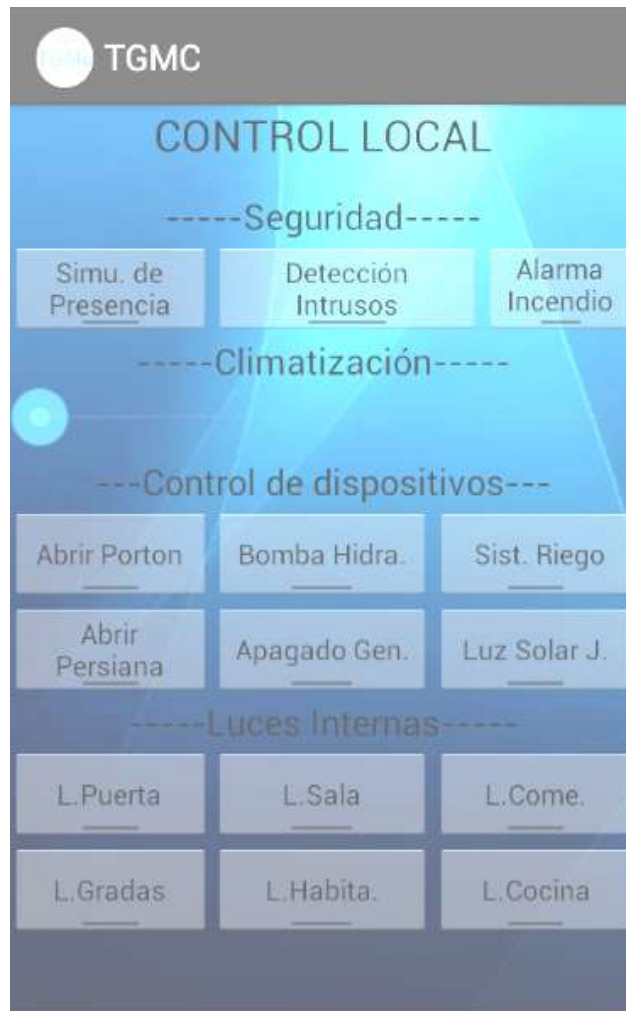 TGMC
CONTROL LOCAL
-----Seguridad-----
Simu. de
Presencia
Detección
Intrusos
Alarma
Incendio
-----Climatización-----
---Control de dispositivos---
Abrir Porton
Bomba Hidra.
Sist. Riego
Abrir
Persiana
Apagado Gen.
Luz Solar J.
-----Luces Internas-----
L.Puerta
L.Sala
L.Come.
L.Gradas
L.Habita.
L.Cocina